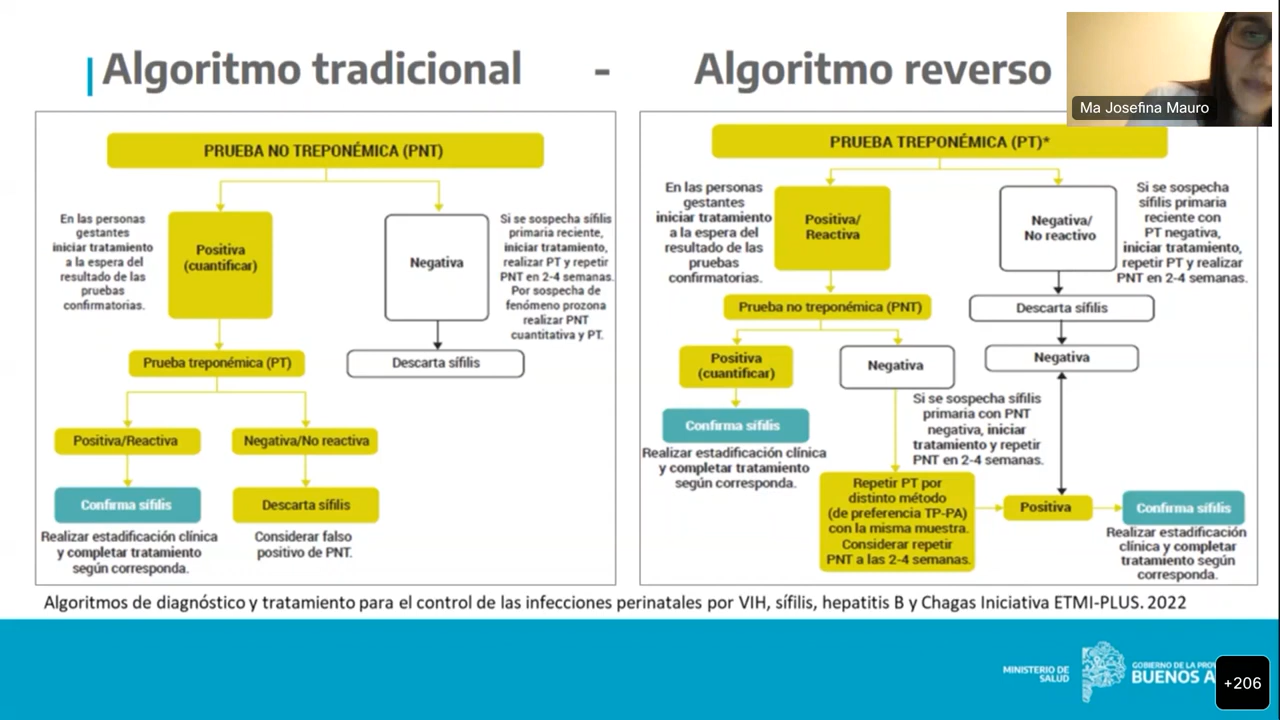 Algoritmo tradicional - Algoritmo reverso
Ma Josefina Mauro
PRUEBA NO TREPONÉMICA (PNT)
En las personas
gestantes
iniciar tratamiento
a la espera del
resultado de las
pruebas
confirmatorias.
Positiva
(cuantificar)
Negativa
Si se sospecha sífilis
primaria reciente,
iniciar tratamiento,
realizar PT y repetir
PNT en 2-4 semanas.
Por sospecha de
fenómeno prozona
realizar PNT
cuantitativa y PT.
Prueba treponémica (PT)
Descarta sífilis
Positiva/Reactiva
Negativa/No reactiva
Confirma sífilis
Descarta sífilis
Realizar estadificación clínica
y completar tratamiento
según corresponda.
Considerar falso
positivo de PNT.
PRUEBA TREPONÉMICA (PT)*
En las personas
gestantes
iniciar tratamiento
a la espera del
resultado de las
pruebas
confirmatorias.
Positiva/
Reactiva
Negativa/
No reactivo
Si se sospecha
sífilis primaria
reciente con
PT negativa,
iniciar tratamiento,
repetir PT y realizar
PNT en 2-4 semanas.
Prueba no treponémica (PNT)
Descarta sífilis
Positiva
(cuantificar)
Negativa
Negativa
Confirma sífilis
Realizar estadificación clínica
y completar tratamiento
según corresponda.
Si se sospecha sífilis
primaria con PNT
negativa, iniciar
tratamiento y repetir
PNT en 2-4 semanas.
Repetir PT por
distinto método
(de preferencia TP-PA)
con la misma muestra.
Considerar repetir
PNT a las 2-4 semanas.
Positiva
Confirma sífilis
Realizar estadificación
clínica y completar
tratamiento según
corresponda.
Algoritmos de diagnóstico y tratamiento para el control de las infecciones perinatales por VIH, sífilis, hepatitis B y Chagas Iniciativa ETMI-PLUS. 2022
MINISTERIO DE
SALUD
GOBIERNO DE LA
BUENOS
+206